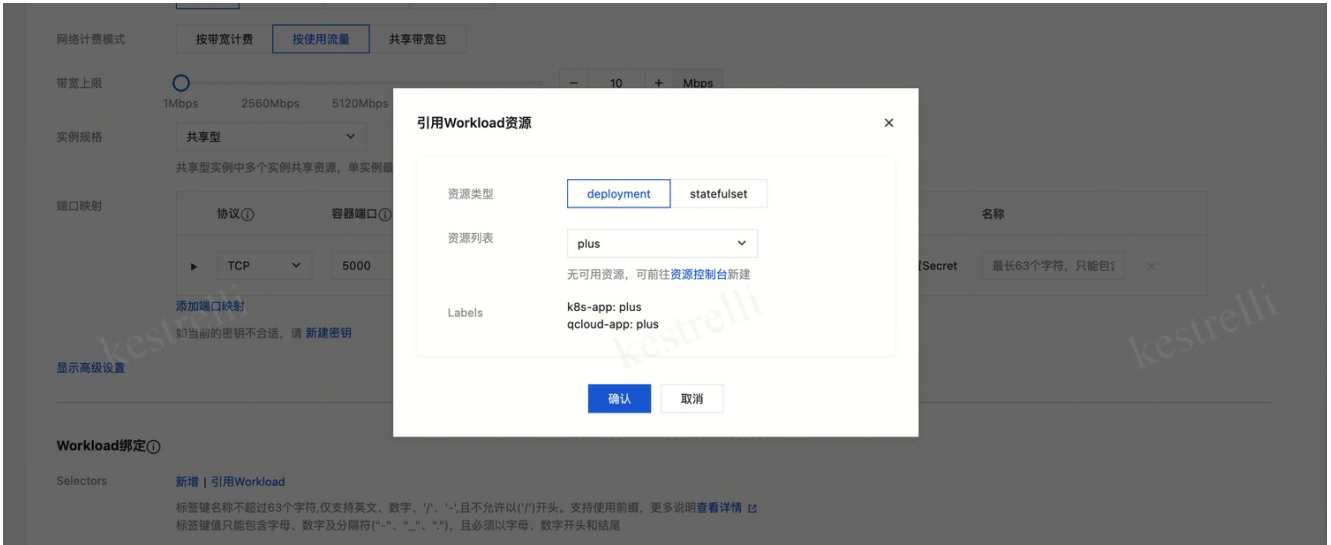 网络计费模式
按带宽计费 按使用流量 共享带宽包
带宽上限
− 10 + Mbps
1Mbps 2560Mbps 5120Mbps
引用Workload资源 ×
实例规格
共享型
共享型实例中多个实例共享资源，单实例最
资源类型
deployment statefulset
端口映射
协议 容器端口 名称
资源列表
plus
TCP 5000 Secret 最长63个字符，只能包含
无可用资源，可前往资源控制台新建
添加端口映射
Labels
k8s-app: plus
qcloud-app: plus
如当前的密钥不合适，请 新建密钥
显示高级设置
确认 取消
Workload绑定
Selectors
新增 | 引用Workload
标签键名称不超过63个字符,仅支持英文、数字、'/'、'-',且不允许以('/')开头。支持使用前缀，更多说明查看详情
标签键值只能包含字母、数字及分隔符("-"、"_"、".")，且必须以字母、数字开头和结尾
kestrelli
kestrelli
kestrelli